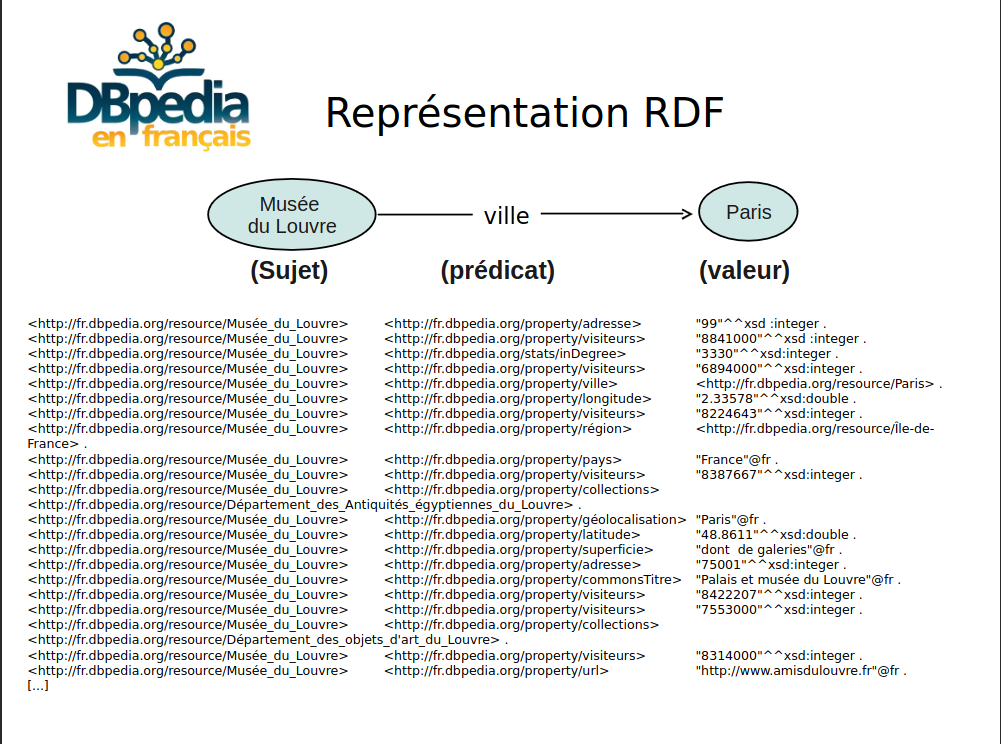 DBpedia
en français
Représentation RDF
Musée
du Louvre
ville
Paris
(Sujet) (prédicat) (valeur)
<http://fr.dbpedia.org/resource/Musée_du_Louvre> <http://fr.dbpedia.org/property/adresse> "99"^^xsd :integer .
<http://fr.dbpedia.org/resource/Musée_du_Louvre> <http://fr.dbpedia.org/property/visiteurs> "8841000"^^xsd :integer .
<http://fr.dbpedia.org/resource/Musée_du_Louvre> <http://fr.dbpedia.org/stats/inDegree> "3330"^^xsd:integer .
<http://fr.dbpedia.org/resource/Musée_du_Louvre> <http://fr.dbpedia.org/property/visiteurs> "6894000"^^xsd:integer .
<http://fr.dbpedia.org/resource/Musée_du_Louvre> <http://fr.dbpedia.org/property/ville> <http://fr.dbpedia.org/resource/Paris> .
<http://fr.dbpedia.org/resource/Musée_du_Louvre> <http://fr.dbpedia.org/property/longitude> "2.33578"^^xsd:double .
<http://fr.dbpedia.org/resource/Musée_du_Louvre> <http://fr.dbpedia.org/property/visiteurs> "8224643"^^xsd:integer .
<http://fr.dbpedia.org/resource/Musée_du_Louvre> <http://fr.dbpedia.org/property/région> <http://fr.dbpedia.org/resource/Île-de-
France> .
<http://fr.dbpedia.org/resource/Musée_du_Louvre> <http://fr.dbpedia.org/property/pays> "France"@fr .
<http://fr.dbpedia.org/resource/Musée_du_Louvre> <http://fr.dbpedia.org/property/visiteurs> "8387667"^^xsd:integer .
<http://fr.dbpedia.org/resource/Musée_du_Louvre> <http://fr.dbpedia.org/property/collections>
<http://fr.dbpedia.org/resource/Département_des_Antiquités_égyptiennes_du_Louvre> .
<http://fr.dbpedia.org/resource/Musée_du_Louvre> <http://fr.dbpedia.org/property/géolocalisation> "Paris"@fr .
<http://fr.dbpedia.org/resource/Musée_du_Louvre> <http://fr.dbpedia.org/property/latitude> "48.8611"^^xsd:double .
<http://fr.dbpedia.org/resource/Musée_du_Louvre> <http://fr.dbpedia.org/property/superficie> "dont  de galeries"@fr .
<http://fr.dbpedia.org/resource/Musée_du_Louvre> <http://fr.dbpedia.org/property/adresse> "75001"^^xsd:integer .
<http://fr.dbpedia.org/resource/Musée_du_Louvre> <http://fr.dbpedia.org/property/commonsTitre> "Palais et musée du Louvre"@fr .
<http://fr.dbpedia.org/resource/Musée_du_Louvre> <http://fr.dbpedia.org/property/visiteurs> "8422207"^^xsd:integer .
<http://fr.dbpedia.org/resource/Musée_du_Louvre> <http://fr.dbpedia.org/property/visiteurs> "7553000"^^xsd:integer .
<http://fr.dbpedia.org/resource/Musée_du_Louvre> <http://fr.dbpedia.org/property/collections>
<http://fr.dbpedia.org/resource/Département_des_objets_d'art_du_Louvre> .
<http://fr.dbpedia.org/resource/Musée_du_Louvre> <http://fr.dbpedia.org/property/visiteurs> "8314000"^^xsd:integer .
<http://fr.dbpedia.org/resource/Musée_du_Louvre> <http://fr.dbpedia.org/property/url> "http://www.amisdulouvre.fr"@fr .
[...]